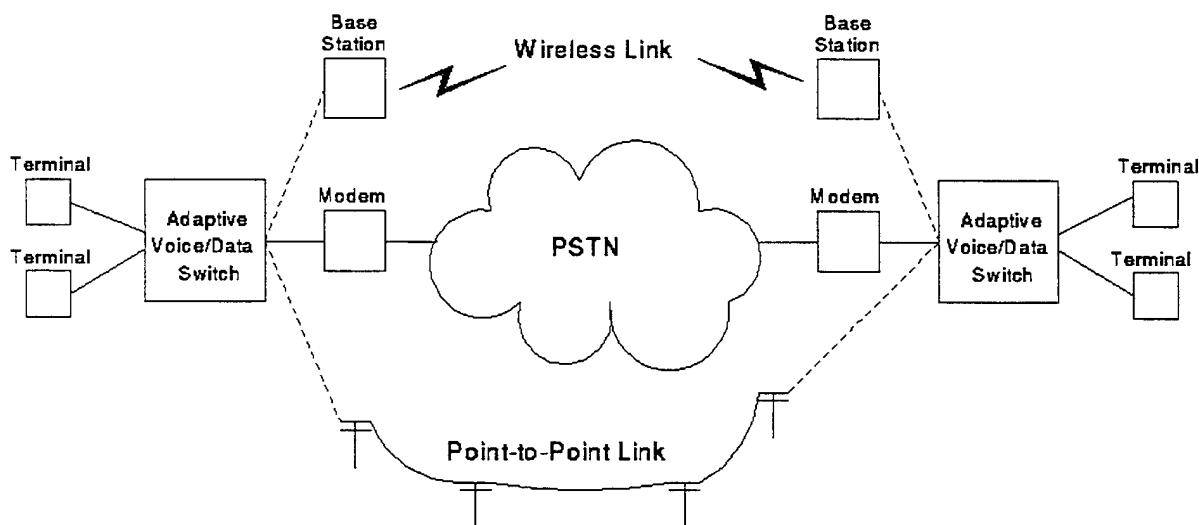 Base
Station
Wireless Link
Base
Station
Terminal
Adaptive
Voice/Data
Switch
Terminal
Modem
PSTN
Modem
Adaptive
Voice/Data
Switch
Terminal
Terminal
Point-to-Point Link